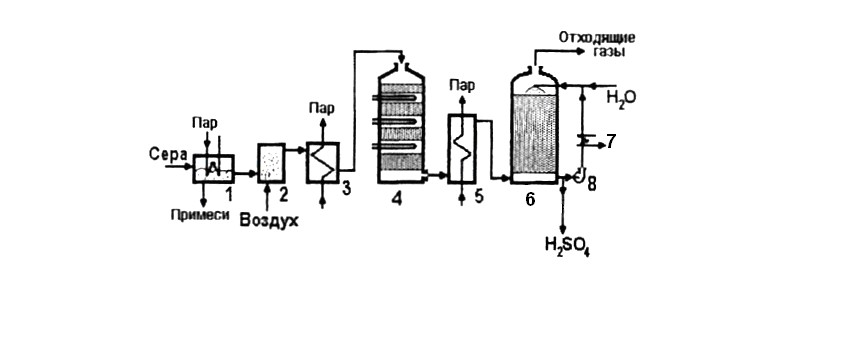 Отходящие
газы
H₂O
Пар
Пар
Пар
7
Сера
1
2
3
4
5
6
8
Примеси
Воздух
H₂SO₄